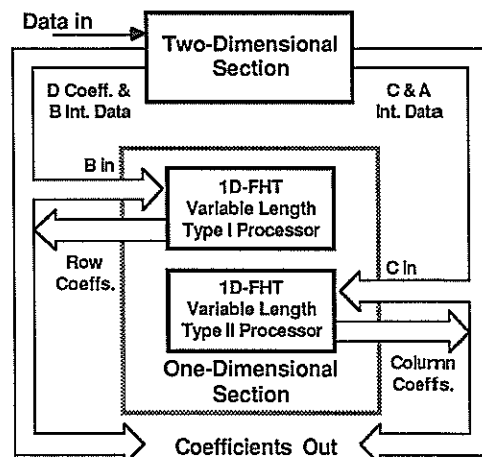 Data in
Two-Dimensional
Section
D Coeff. &
B Int. Data
C & A
Int. Data
B in
1D-FHT
Variable Length
Type I Processor
Row
Coeffs.
C in
1D-FHT
Variable Length
Type II Processor
Column
Coeffs.
One-Dimensional
Section
Coefficients Out